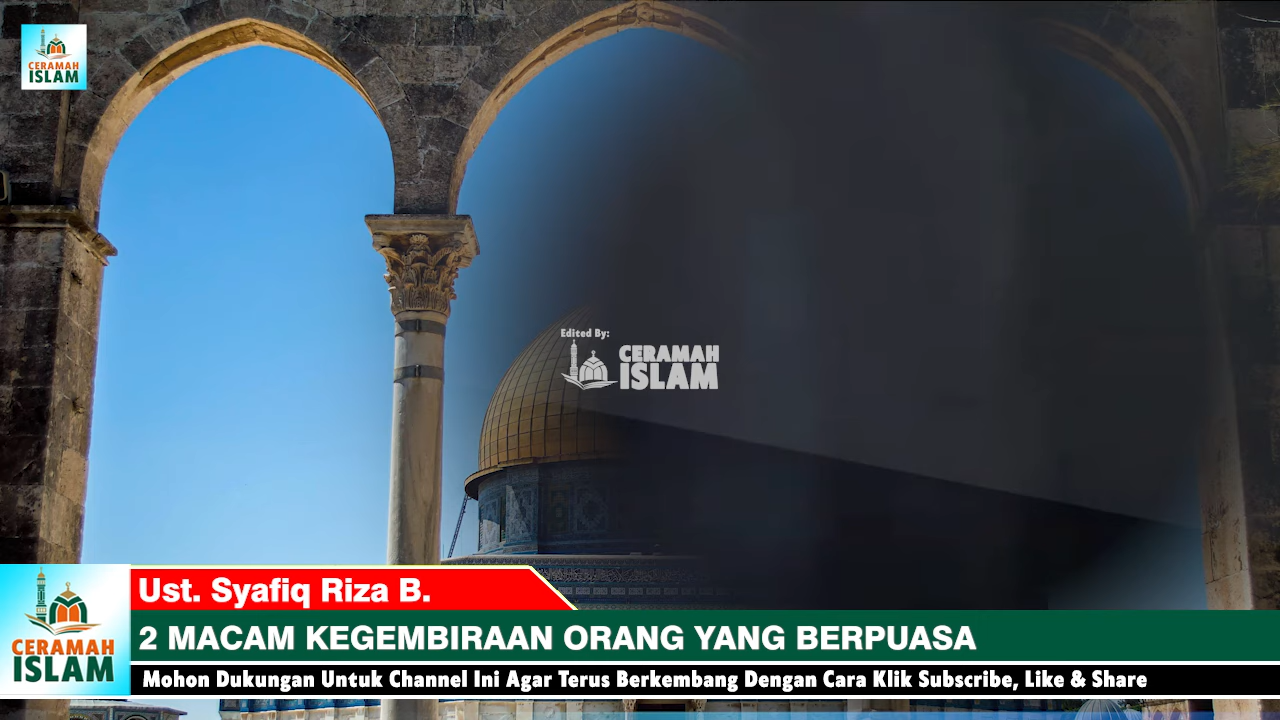 CERAMAH
ISLAM
Edited By:
CERAMAH
ISLAM
Ust. Syafiq Riza B.
2 MACAM KEGEMBIRAAN ORANG YANG BERPUASA
CERAMAH
ISLAM
Mohon Dukungan Untuk Channel Ini Agar Terus Berkembang Dengan Cara Klik Subscribe, Like & Share